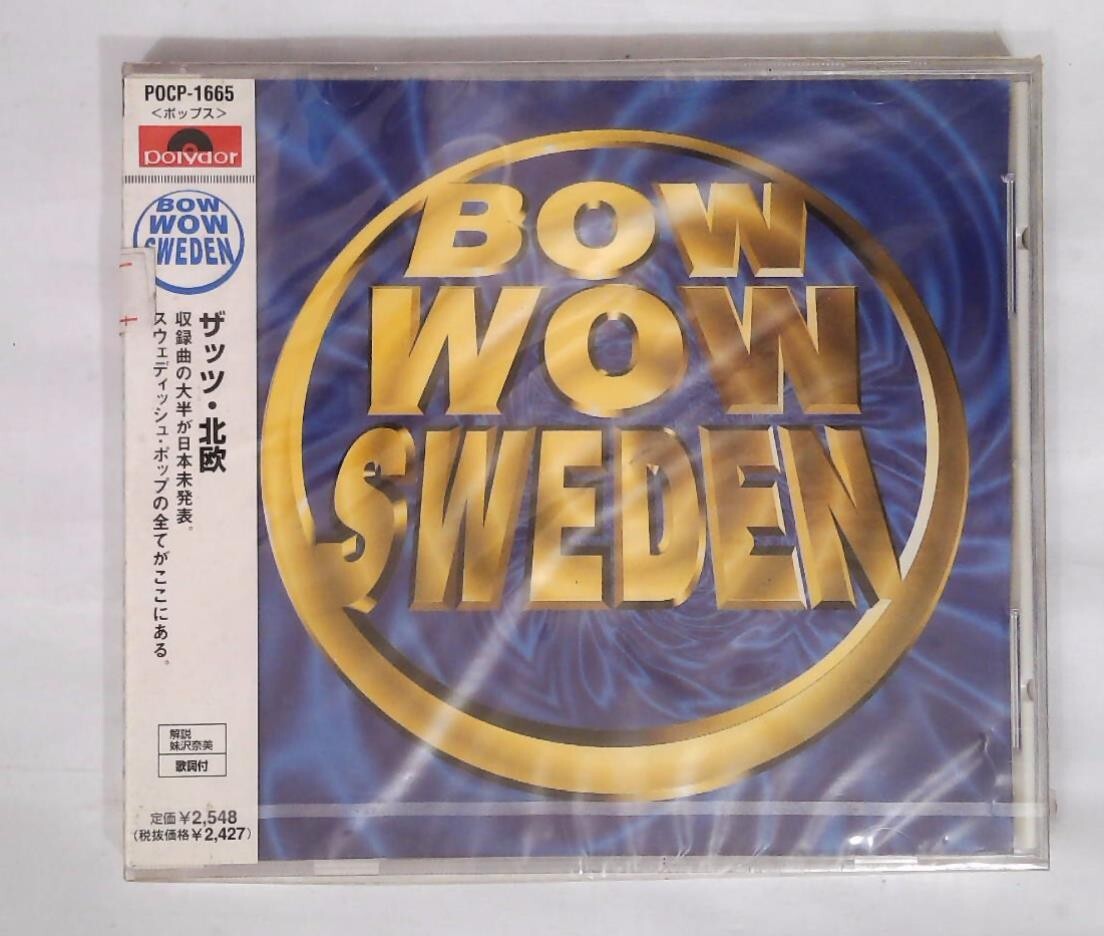 POCP-1665
<ポップス>
polydor
BOW
WOW
SWEDEN
ザッツ・北欧
収録曲の大半が日本未発表。
スウェディッシュ・ポップの全てがここにある。
解説
妹沢奈美
歌詞付
定価¥2,548
(税抜価格¥2,427)
BOW
WOW
SWEDEN